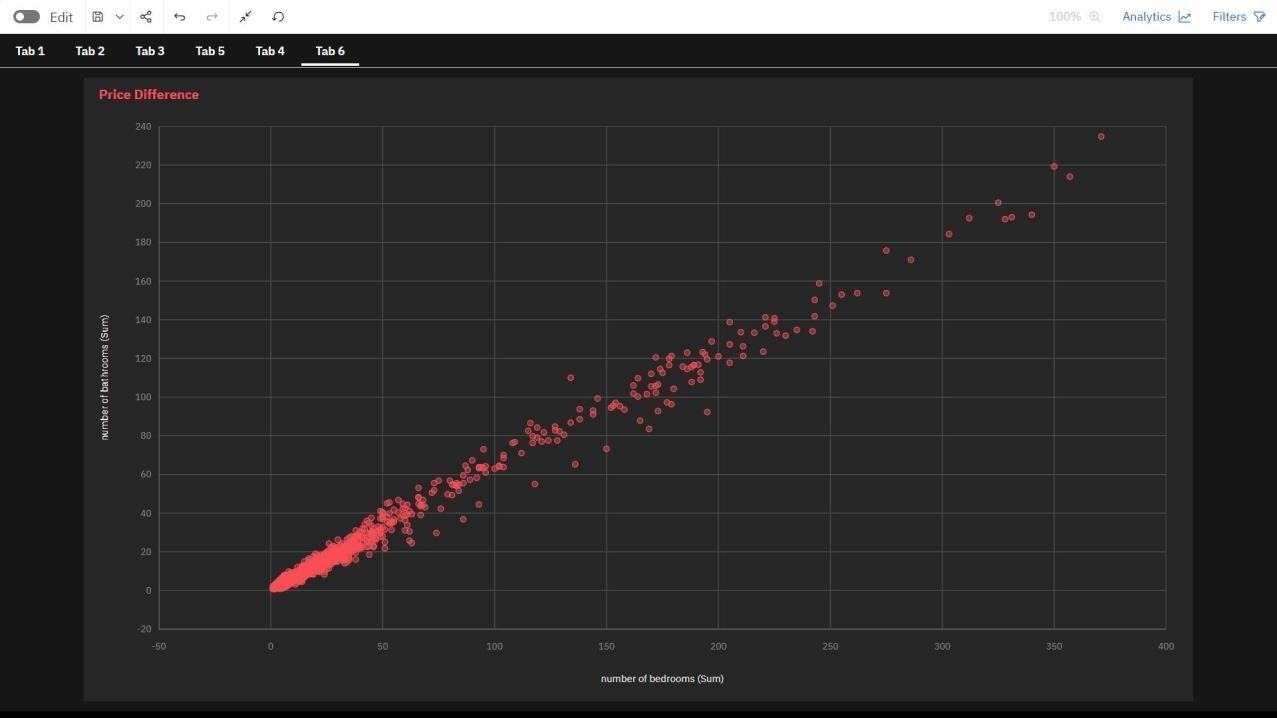 Edit
100%
Analytics
Filters
Tab 1
Tab 2
Tab 3
Tab 5
Tab 4
Tab 6
Price Difference
240
220
200
180
160
140
120
100
80
60
40
20
0
-20
number of bathrooms (Sum)
-50 0 50 100 150 200 250 300 350 400
number of bedrooms (Sum)